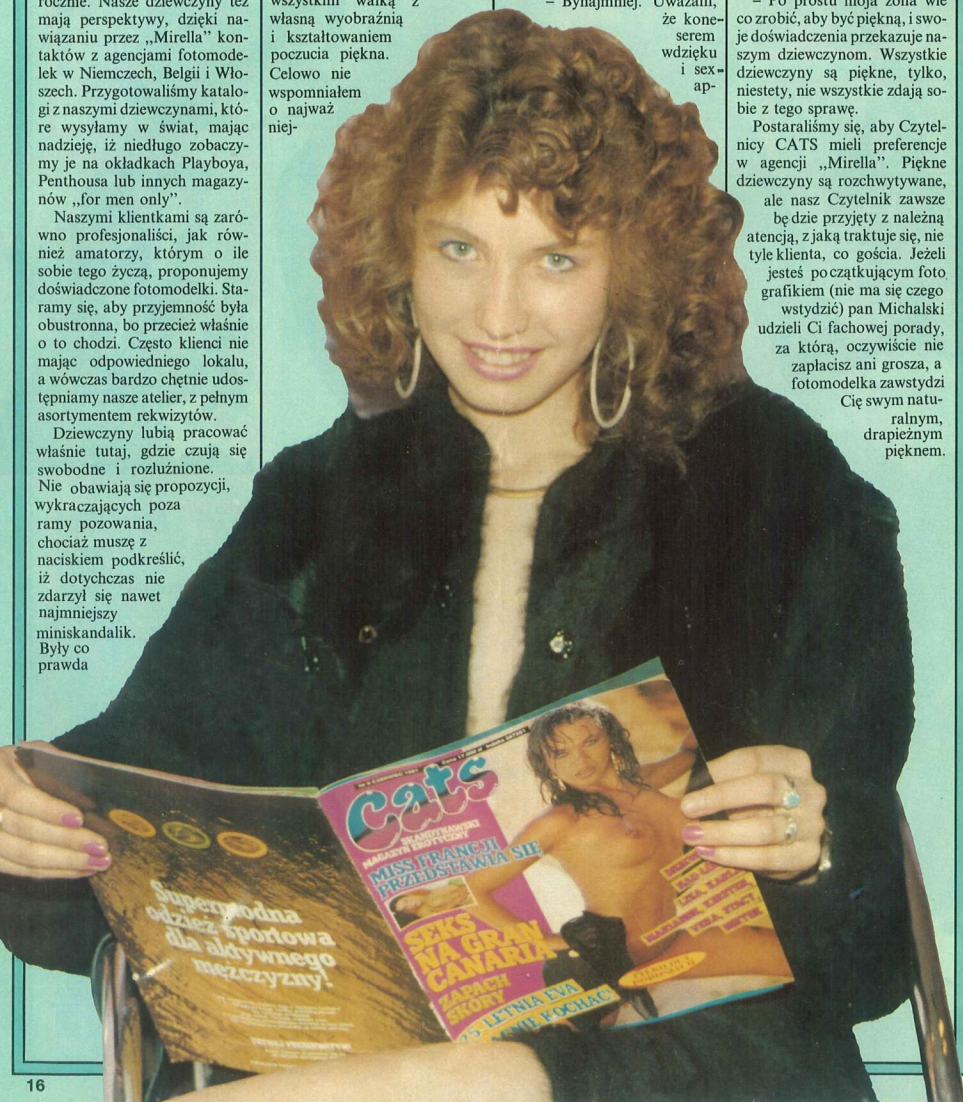 rocznie. Nasze dziewczyny też
mają perspektywy, dzięki na-
wiązaniu przez „Mirella” kon-
taktów z agencjami fotomode-
lek w Niemczech, Belgii i Wło-
szech. Przygotowaliśmy katalo-
gi z naszymi dziewczynami, któ-
re wysyłamy w świat, mając
nadzieję, iż niedługo zobaczy-
my je na okładkach Playboya,
Penthousa lub innych magazy-
nów „for men only”.
Naszymi klientkami są zaró-
wno profesjonaliści, jak rów-
nież amatorzy, którym o ile
sobie tego życzą, proponujemy
doświadczone fotomodelki. Sta-
ramy się, aby przyjemność była
obustronna, bo przecież właśnie
o to chodzi. Często klienci nie
mając odpowiedniego lokalu,
a wówczas bardzo chętnie udos-
tępniamy nasze atelier, z pełnym
asortymentem rekwizytów.
Dziewczyny lubią pracować
właśnie tutaj, gdzie czują się
swobodne i rozluźnione.
Nie obawiają się propozycji,
wykraczających poza
ramy pozowania,
chociaż muszę z
naciskiem podkreślić,
iż dotychczas nie
zdarzył się nawet
najmniejszy
miniskandalik.
Były co
prawda
wszystkim walką z
własną wyobraźnią
i kształtowaniem
poczucia piękna.
Celowo nie
wspomniałem
o najważ
niej-
– Bynajmniej. Uważam,
że kone-
serem
wdzięku
i sex-
ap-
– Po prostu moja żona wie
co zrobić, aby być piękną, i swo-
je doświadczenia przekazuje na-
szym dziewczynom. Wszystkie
dziewczyny są piękne, tylko,
niestety, nie wszystkie zdają so-
bie z tego sprawę.
Postaraliśmy się, aby Czytel-
nicy CATS mieli preferencje
w agencji „Mirella”. Piękne
dziewczyny są rozchwytywane,
ale nasz Czytelnik zawsze
będzie przyjęty z należną
atencją, z jaką traktuje się, nie
tyle klienta, co gościa. Jeżeli
jesteś początkującym foto
grafikiem (nie ma się czego
wstydzić) pan Michalski
udzieli Ci fachowej porady,
za którą, oczywiście nie
zapłacisz ani grosza, a
fotomodelka zawstydzi
Cię swym natu-
ralnym,
drapieżnym
pięknem.
Supermodna
odzież sportowa
dla aktywnego
mężczyzny!
Cats
SKANDYNAWSKI
MAGAZYN EROTYCZNY
MISS FRANCJI
PRZEDSTAWIA SIĘ
SEKS
NA GRAN
CANARIA
ZAPACH
SKÓRY
LETNIA EVA
KOCHAĆ!
16